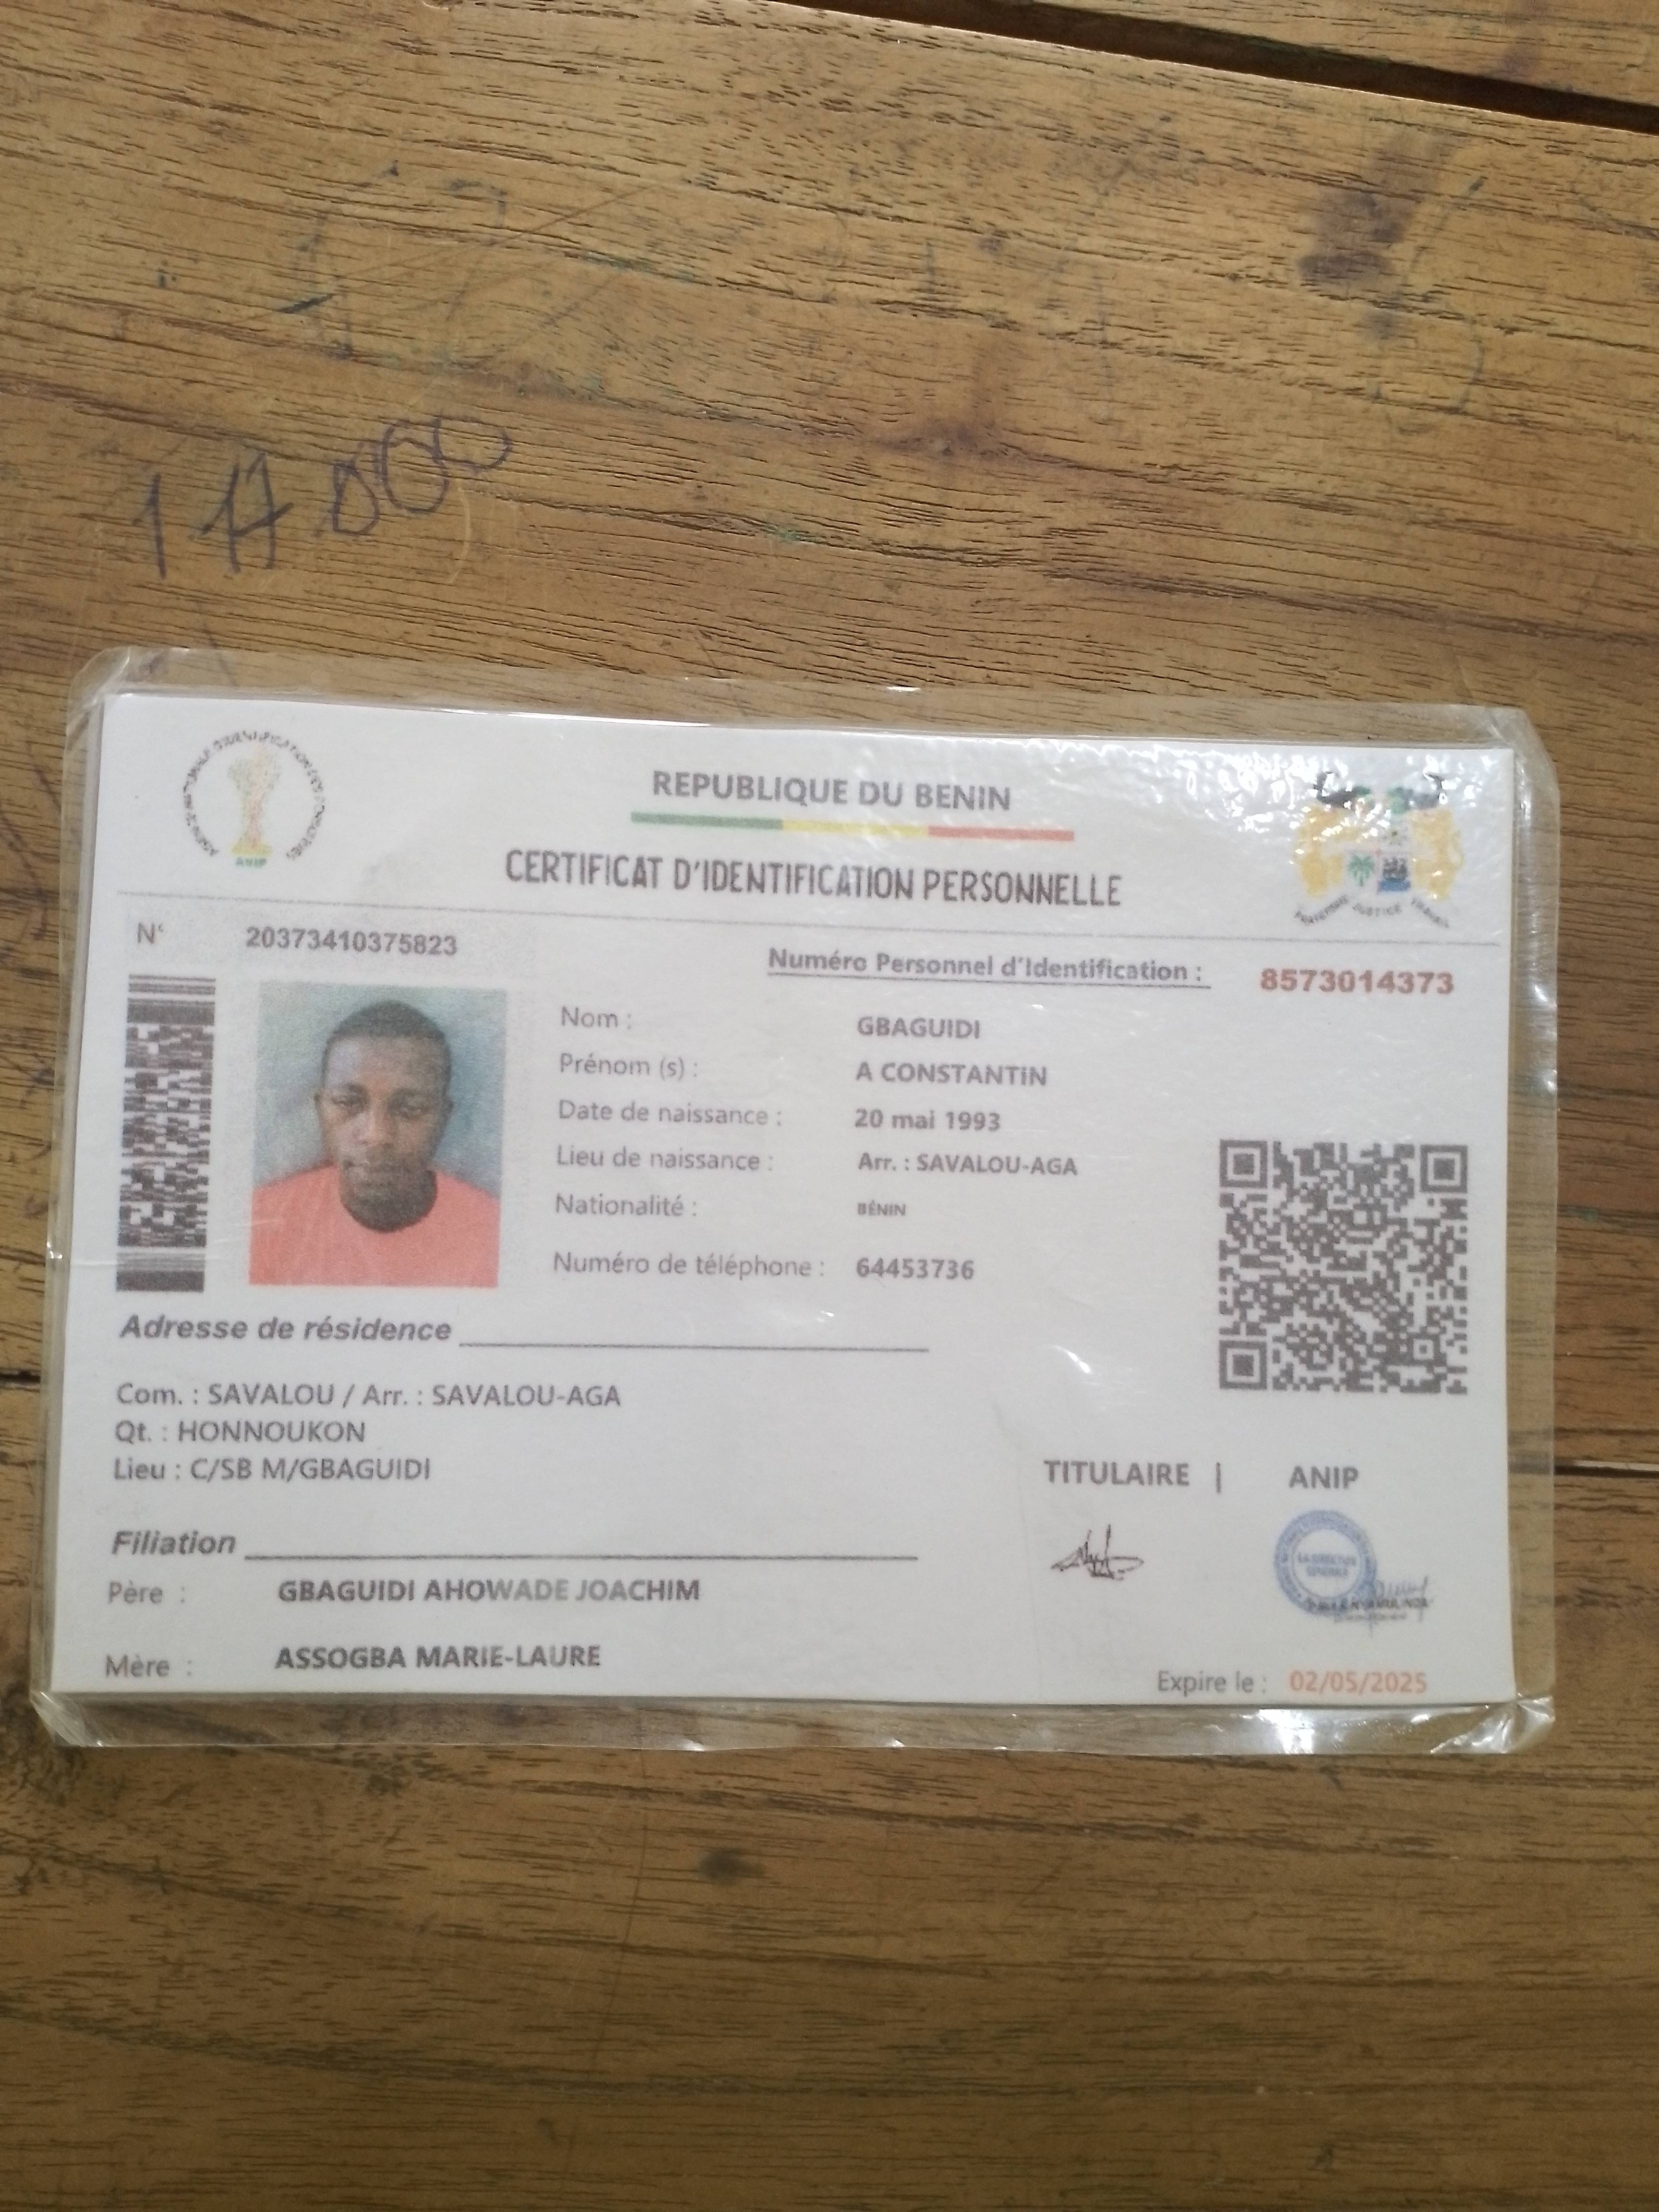 14.000
REPUBLIQUE DU BENIN
CERTIFICAT D'IDENTIFICATION PERSONNELLE
ANIP
FRATERNITE JUSTICE TRAVAIL
N° 20373410375823
Numéro Personnel d'Identification : 8573014373
Nom : GBAGUIDI
Prénom (s) : A CONSTANTIN
Date de naissance : 20 mai 1993
Lieu de naissance : Arr. : SAVALOU-AGA
Nationalité : BÉNIN
Numéro de téléphone : 64453736
Adresse de résidence
Com. : SAVALOU / Arr. : SAVALOU-AGA
Qt. : HONNOUKON
Lieu : C/SB M/GBAGUIDI
TITULAIRE | ANIP
Filiation
Père : GBAGUIDI AHOWADE JOACHIM
Mère : ASSOGBA MARIE-LAURE
Expire le : 02/05/2025